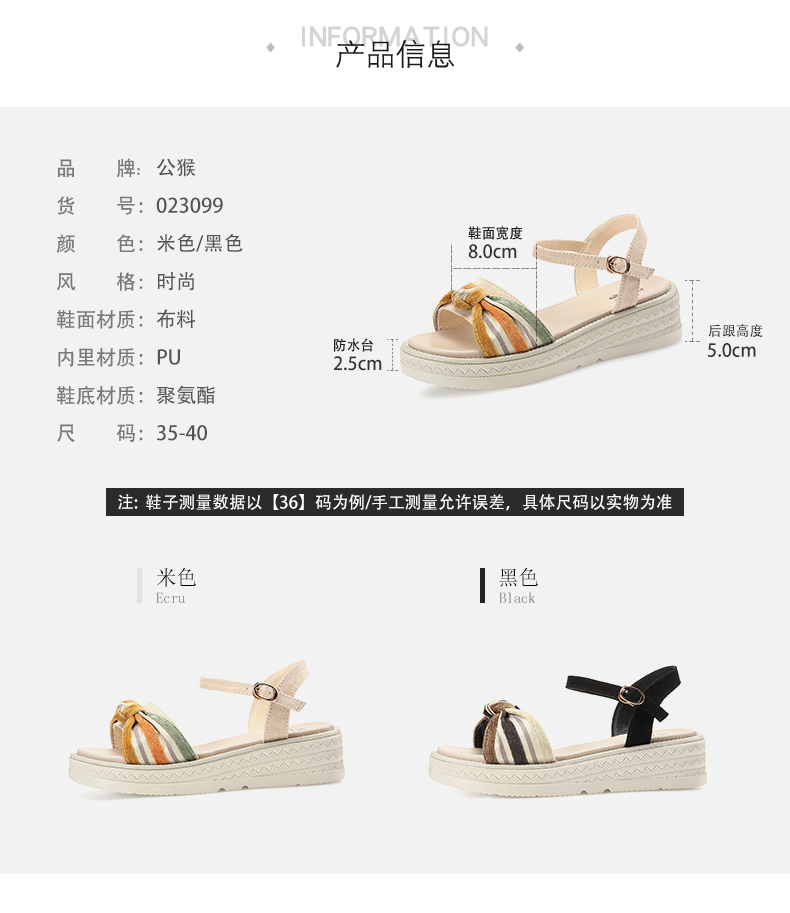 INFORMATION
产品信息
品 牌: 公猴
货 号: 023099
颜 色: 米色/黑色
风 格: 时尚
鞋面材质: 布料
内里材质: PU
鞋底材质: 聚氨酯
尺 码: 35-40
鞋面宽度
8.0cm
防水台
2.5cm
后跟高度
5.0cm
注: 鞋子测量数据以【36】码为例/手工测量允许误差，具体尺码以实物为准
米色
Ecru
黑色
Black